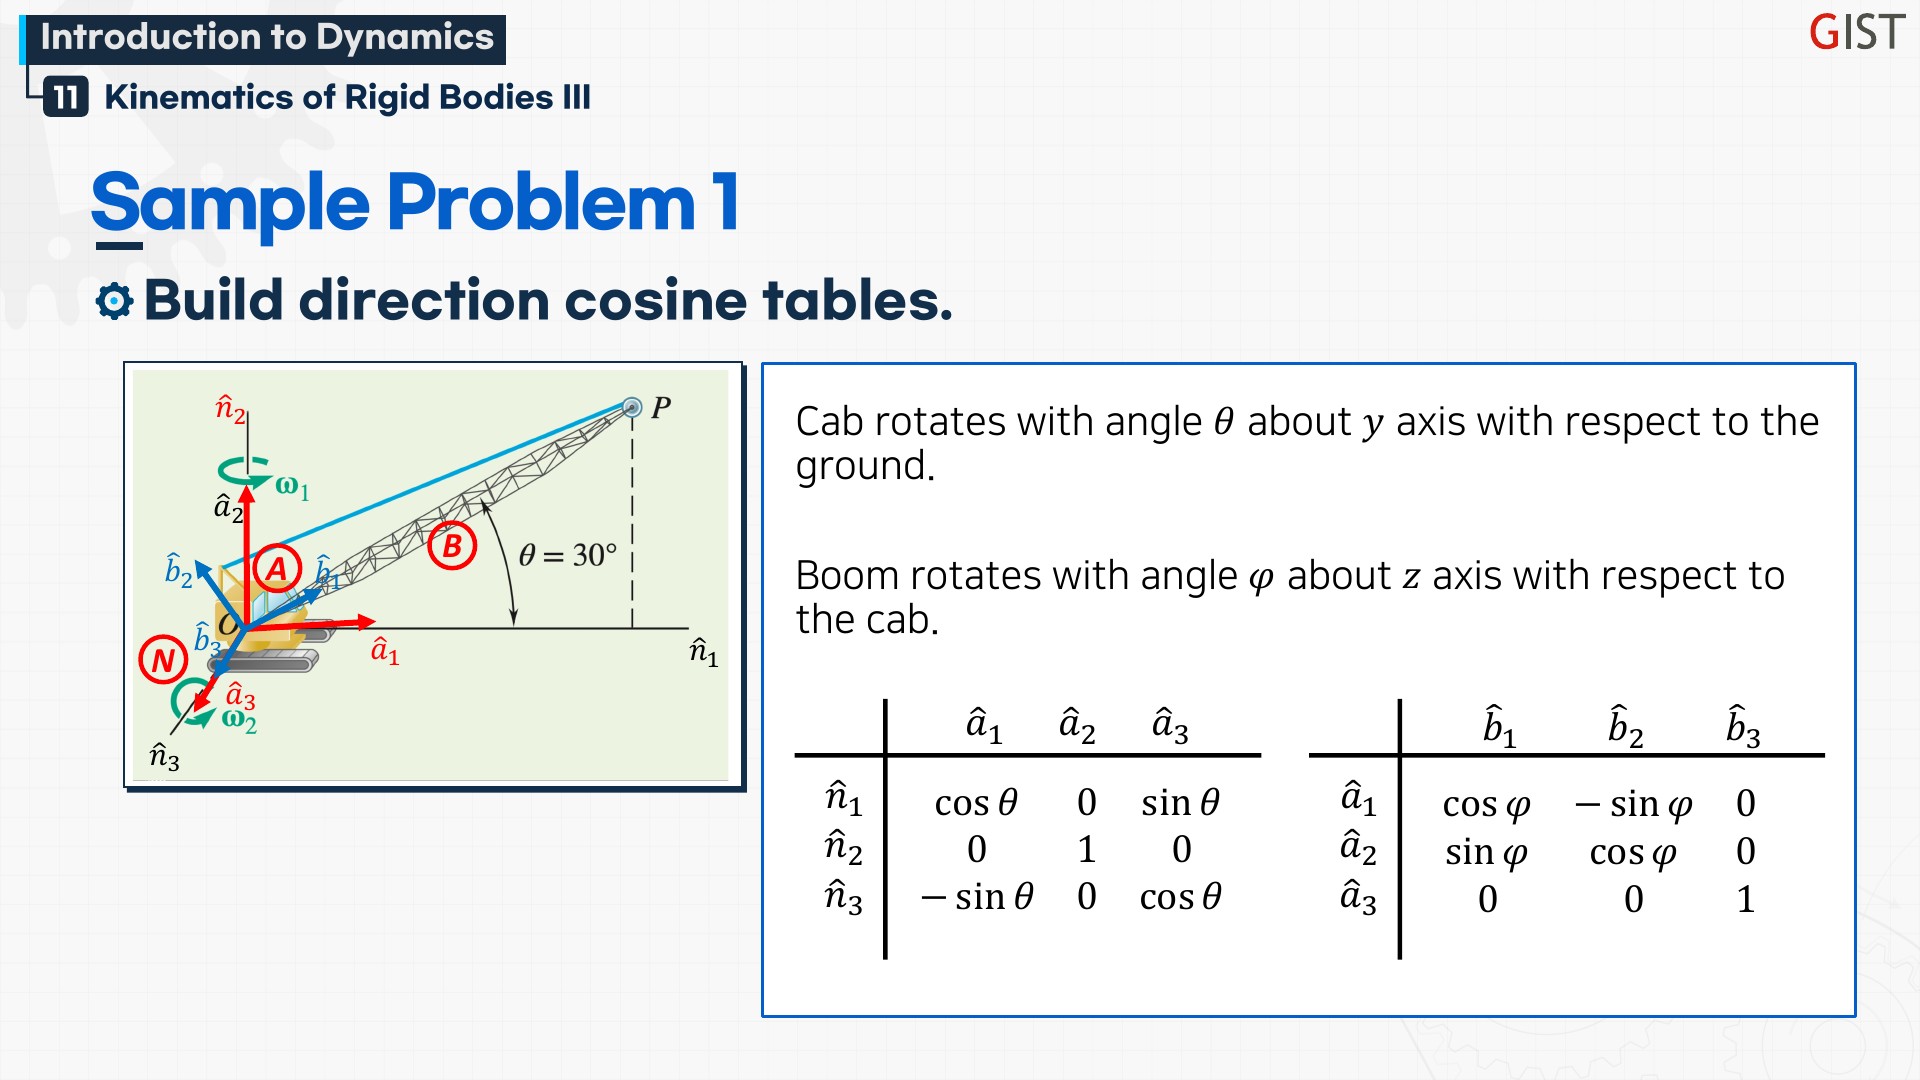 Introduction to Dynamics
GIST
11 Kinematics of Rigid Bodies III
Sample Problem 1
Build direction cosine tables.
n̂₂
P
ω₁
â₂
b̂₂
A
b̂₁
B
θ = 30°
O
b̂₃
N
â₁
n̂₁
â₃
ω₂
n̂₃
Cab rotates with angle θ about y axis with respect to the
ground.
Boom rotates with angle φ about z axis with respect to
the cab.
â₁ â₂ â₃
n̂₁ cos θ 0 sin θ
n̂₂ 0 1 0
n̂₃ − sin θ 0 cos θ
b̂₁ b̂₂ b̂₃
â₁ cos φ − sin φ 0
â₂ sin φ cos φ 0
â₃ 0 0 1